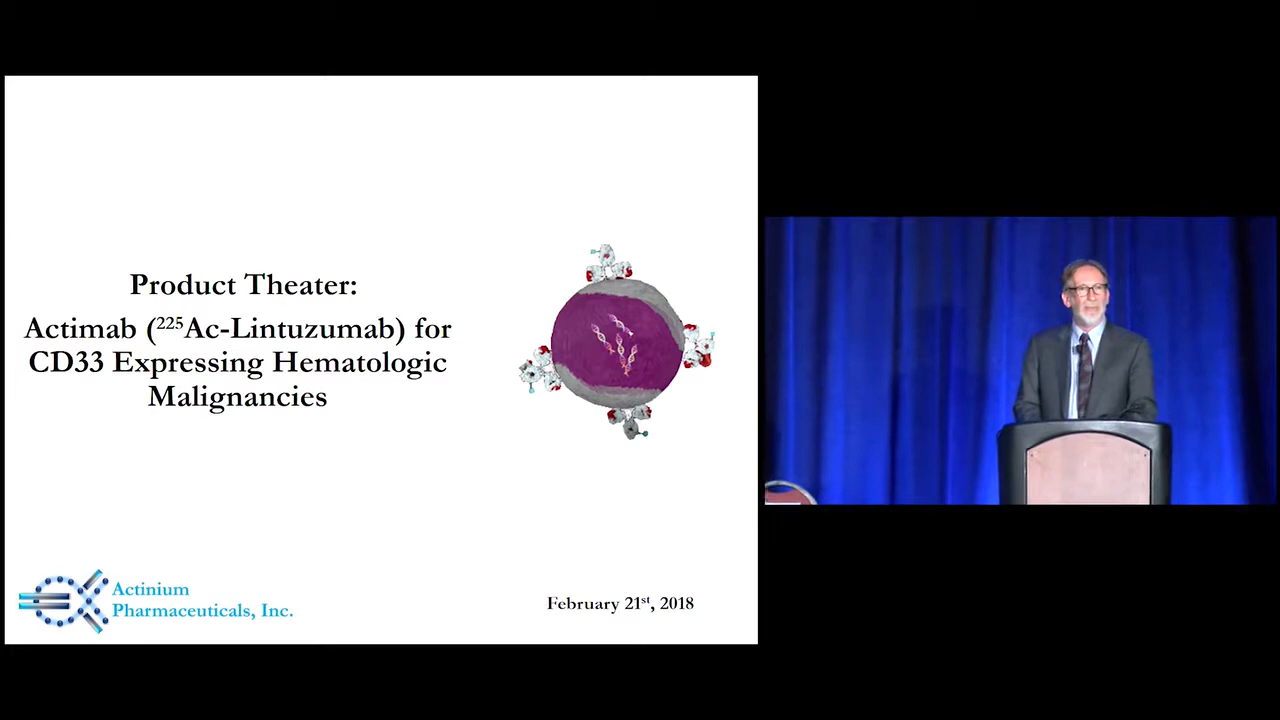 Product Theater:
Actimab (²²⁵Ac-Lintuzumab) for
CD33 Expressing Hematologic
Malignancies
Actinium
Pharmaceuticals, Inc.
February 21ˢᵗ, 2018